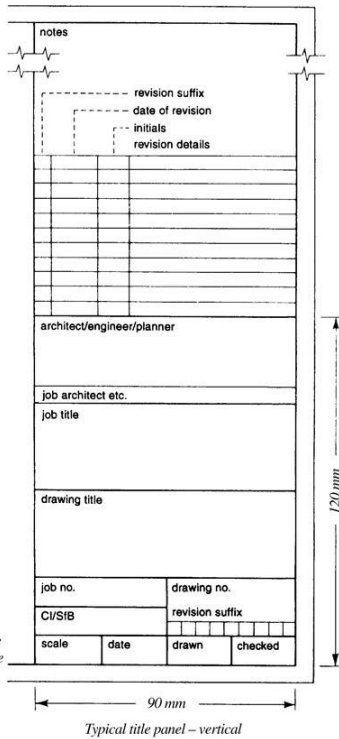 notes
revision suffix
date of revision
initials
revision details
architect/engineer/planner
job architect etc.
job title
drawing title
job no.
drawing no.
CI/SfB
revision suffix
scale
date
drawn
checked
120 mm
90 mm
Typical title panel – vertical